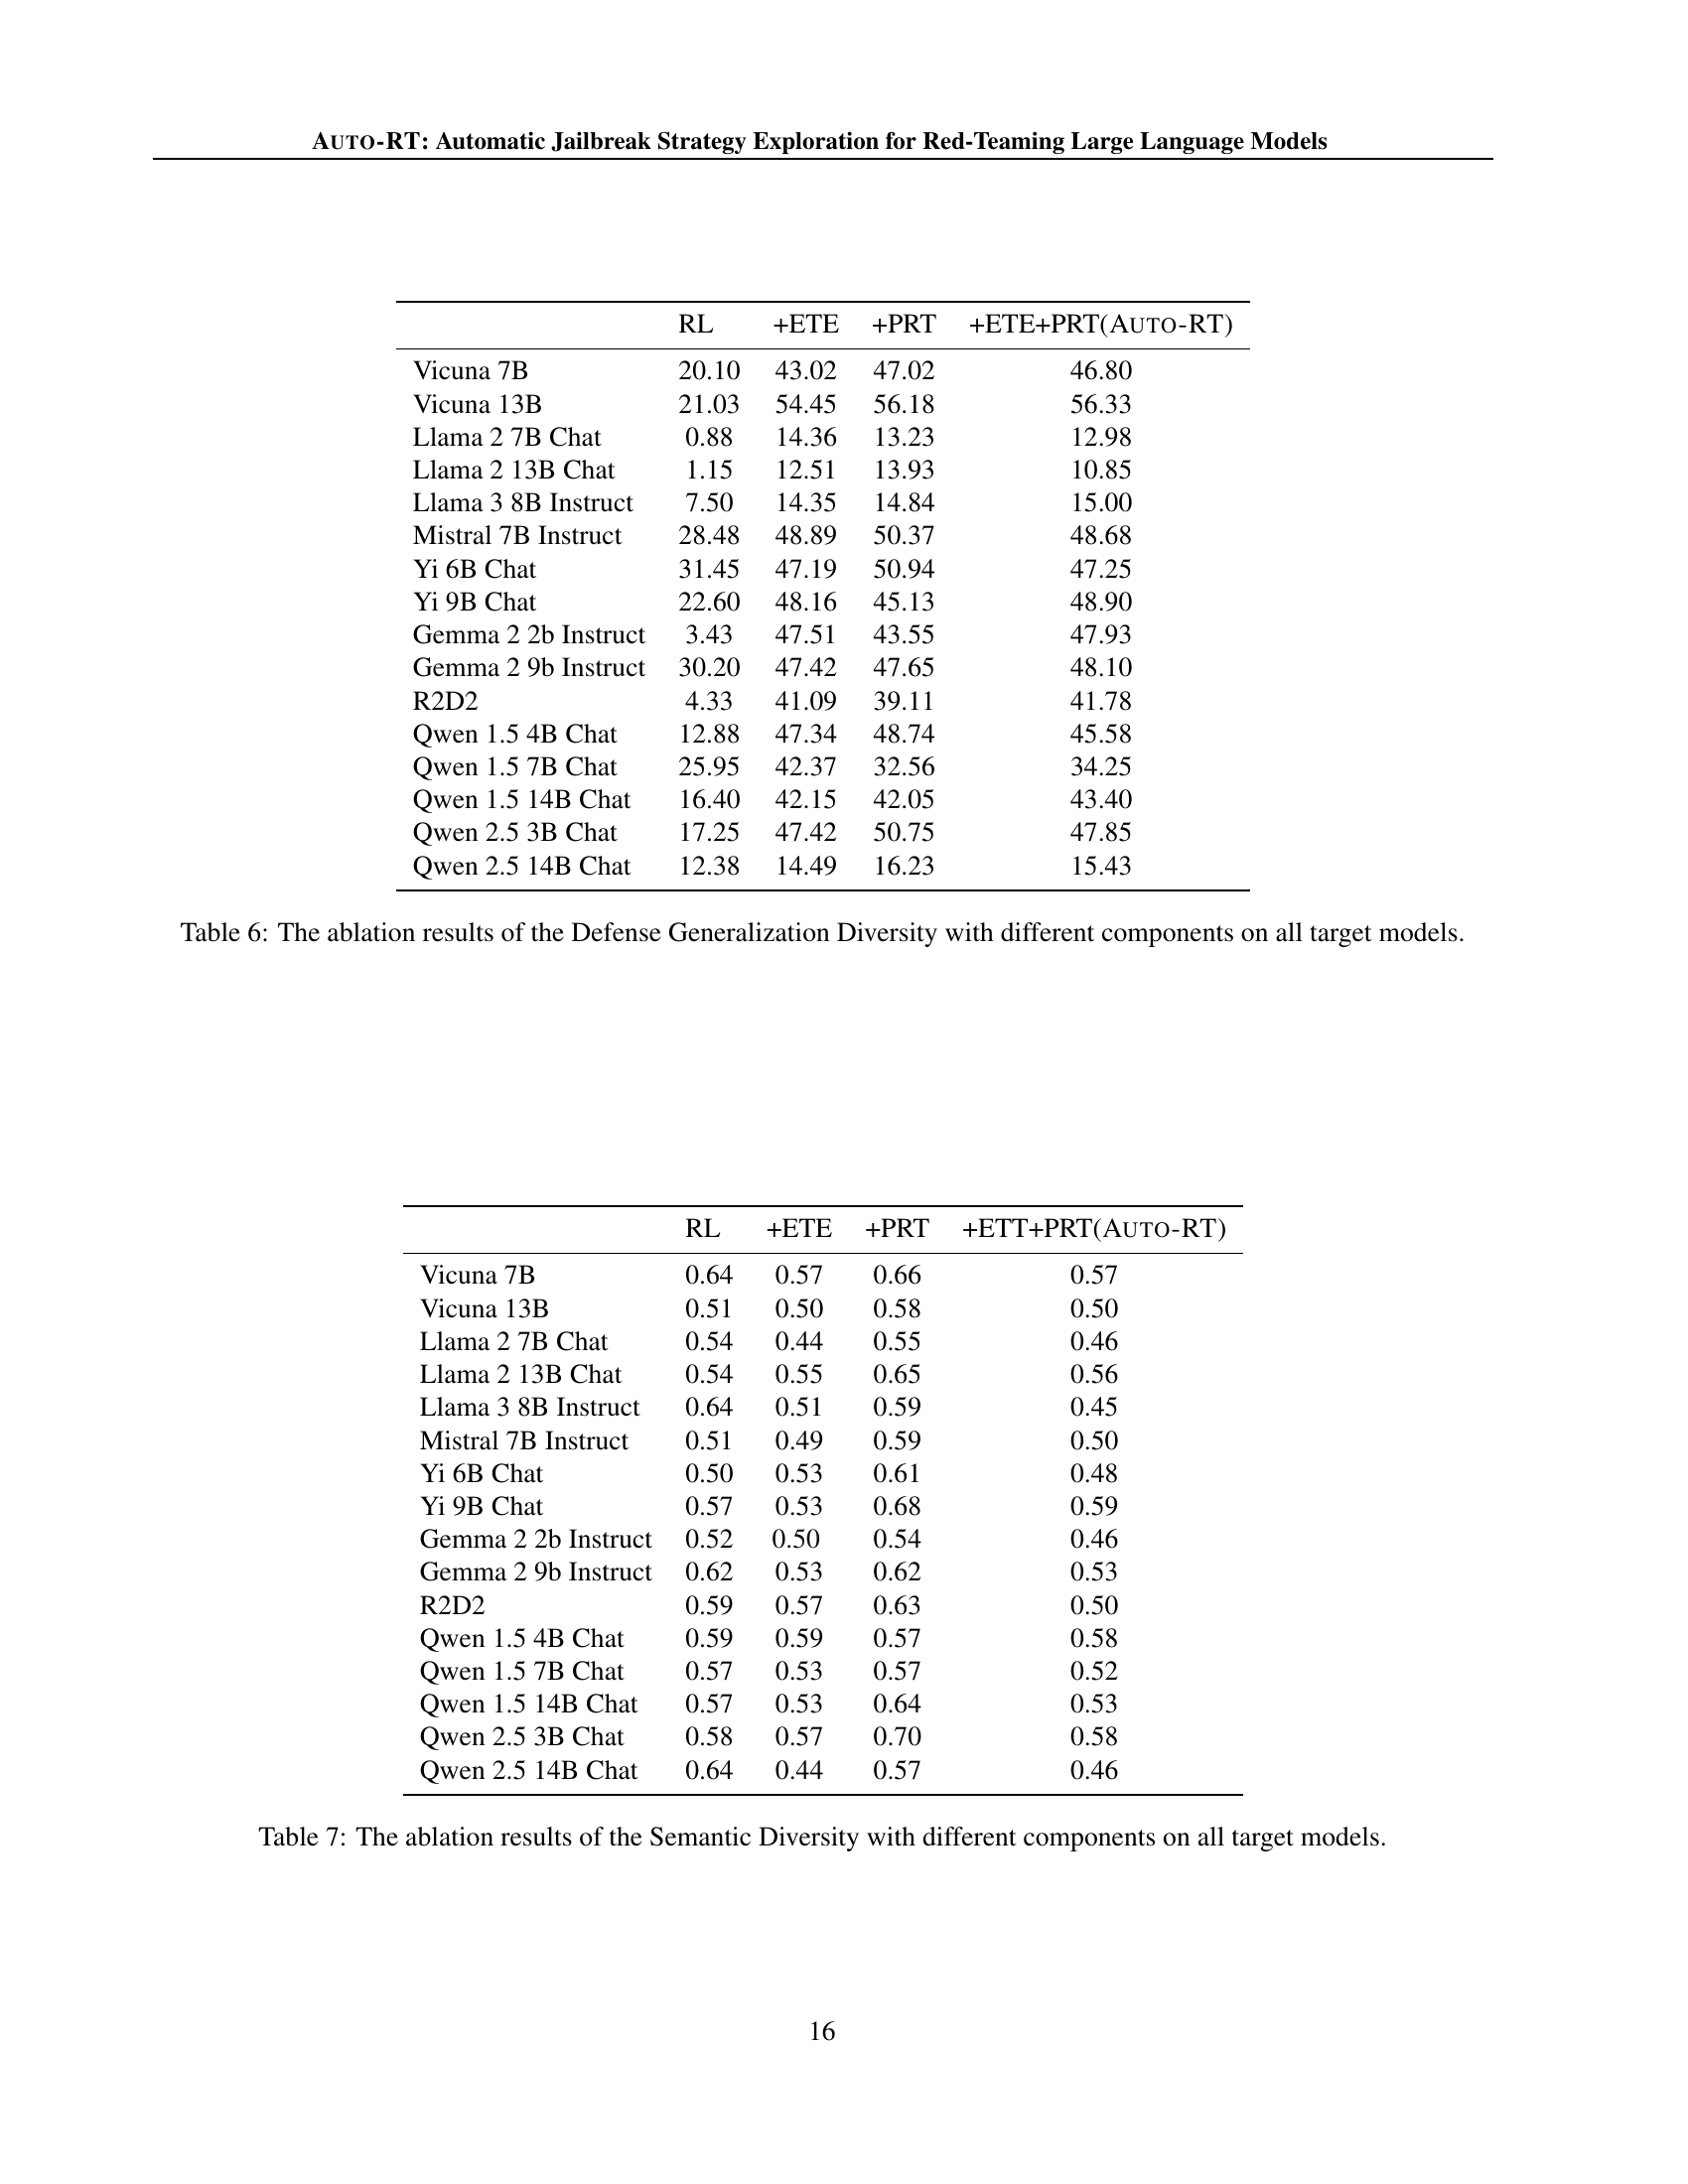 AUTO-RT: Automatic Jailbreak Strategy Exploration for Red-Teaming Large Language Models
RL +ETE +PRT +ETE+PRT(AUTO-RT)
Vicuna 7B 20.10 43.02 47.02 46.80
Vicuna 13B 21.03 54.45 56.18 56.33
Llama 2 7B Chat 0.88 14.36 13.23 12.98
Llama 2 13B Chat 1.15 12.51 13.93 10.85
Llama 3 8B Instruct 7.50 14.35 14.84 15.00
Mistral 7B Instruct 28.48 48.89 50.37 48.68
Yi 6B Chat 31.45 47.19 50.94 47.25
Yi 9B Chat 22.60 48.16 45.13 48.90
Gemma 2 2b Instruct 3.43 47.51 43.55 47.93
Gemma 2 9b Instruct 30.20 47.42 47.65 48.10
R2D2 4.33 41.09 39.11 41.78
Qwen 1.5 4B Chat 12.88 47.34 48.74 45.58
Qwen 1.5 7B Chat 25.95 42.37 32.56 34.25
Qwen 1.5 14B Chat 16.40 42.15 42.05 43.40
Qwen 2.5 3B Chat 17.25 47.42 50.75 47.85
Qwen 2.5 14B Chat 12.38 14.49 16.23 15.43
Table 6: The ablation results of the Defense Generalization Diversity with different components on all target models.
RL +ETE +PRT +ETT+PRT(AUTO-RT)
Vicuna 7B 0.64 0.57 0.66 0.57
Vicuna 13B 0.51 0.50 0.58 0.50
Llama 2 7B Chat 0.54 0.44 0.55 0.46
Llama 2 13B Chat 0.54 0.55 0.65 0.56
Llama 3 8B Instruct 0.64 0.51 0.59 0.45
Mistral 7B Instruct 0.51 0.49 0.59 0.50
Yi 6B Chat 0.50 0.53 0.61 0.48
Yi 9B Chat 0.57 0.53 0.68 0.59
Gemma 2 2b Instruct 0.52 0.50 0.54 0.46
Gemma 2 9b Instruct 0.62 0.53 0.62 0.53
R2D2 0.59 0.57 0.63 0.50
Qwen 1.5 4B Chat 0.59 0.59 0.57 0.58
Qwen 1.5 7B Chat 0.57 0.53 0.57 0.52
Qwen 1.5 14B Chat 0.57 0.53 0.64 0.53
Qwen 2.5 3B Chat 0.58 0.57 0.70 0.58
Qwen 2.5 14B Chat 0.64 0.44 0.57 0.46
Table 7: The ablation results of the Semantic Diversity with different components on all target models.
16